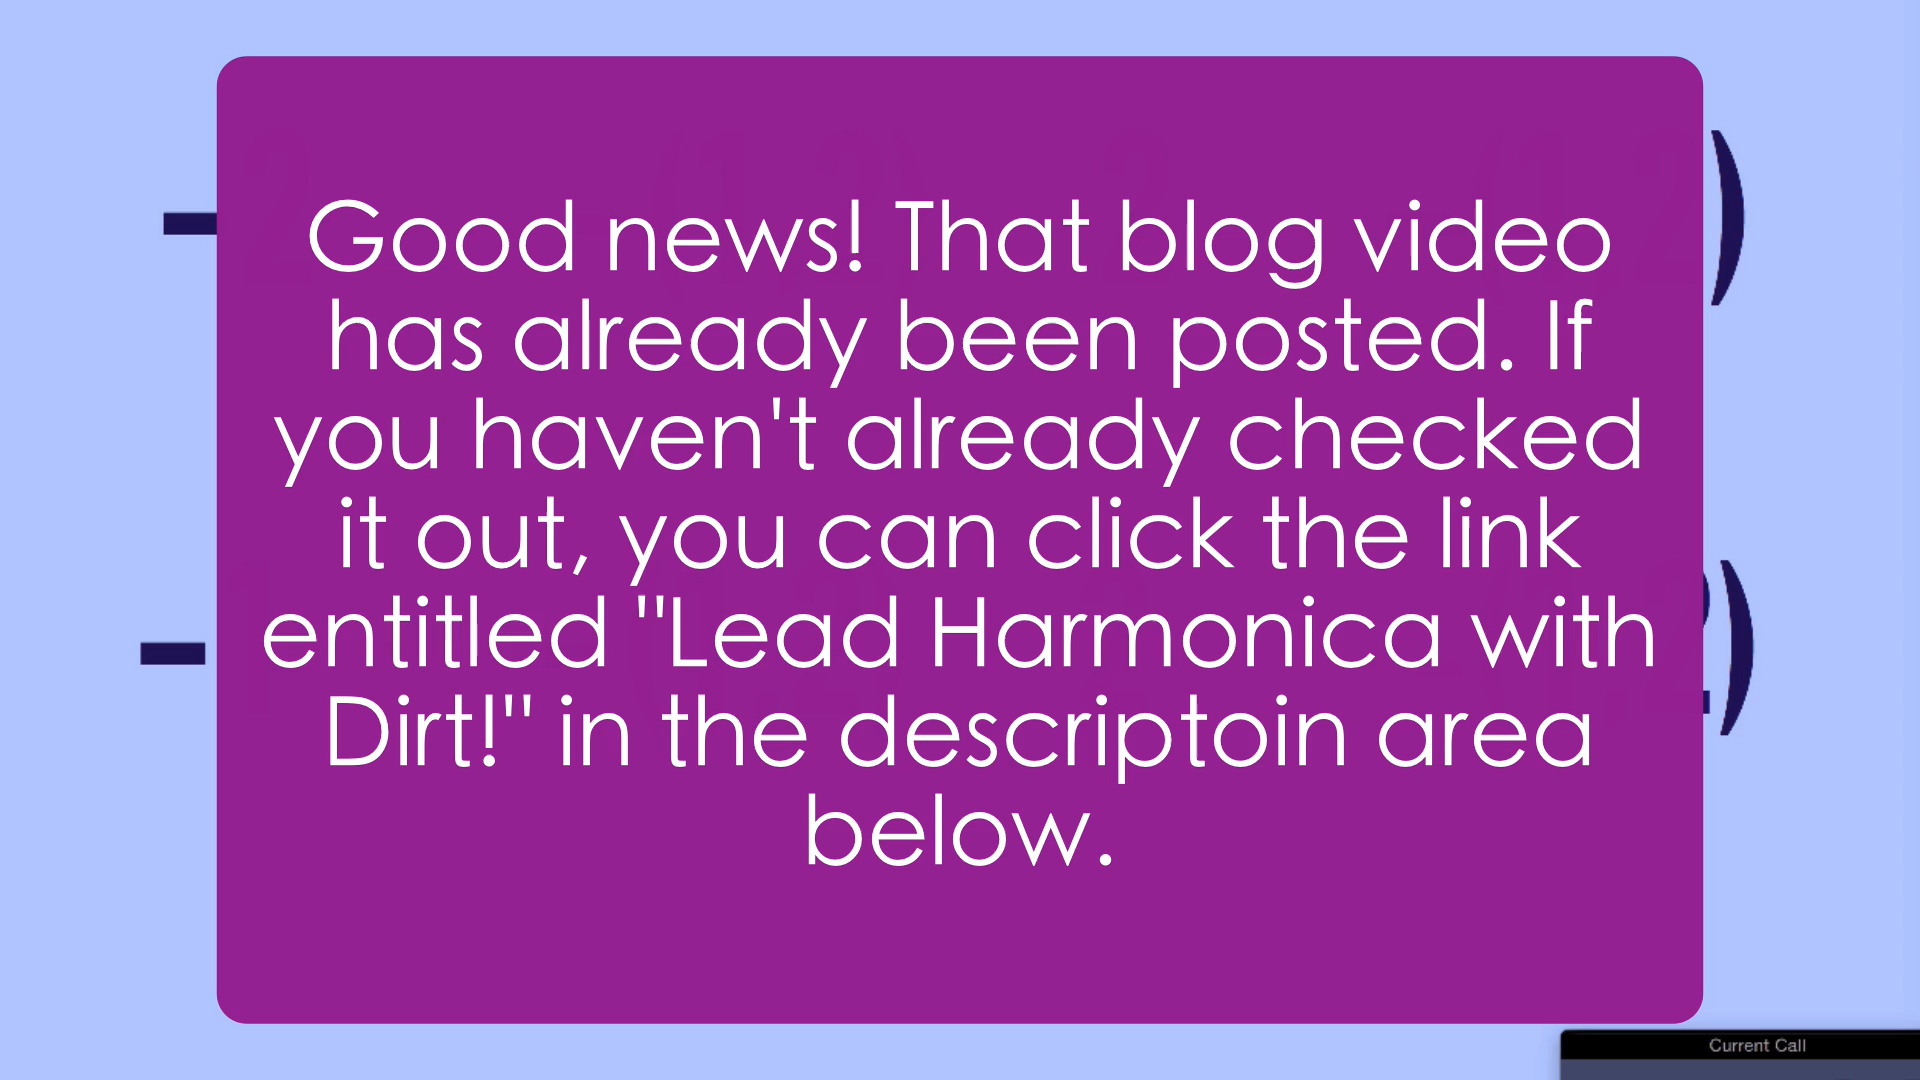 Good news! That blog video
has already been posted. If
you haven't already checked
it out, you can click the link
entitled "Lead Harmonica with
Dirt!" in the descriptoin area
below.
- )
- )
Current Call